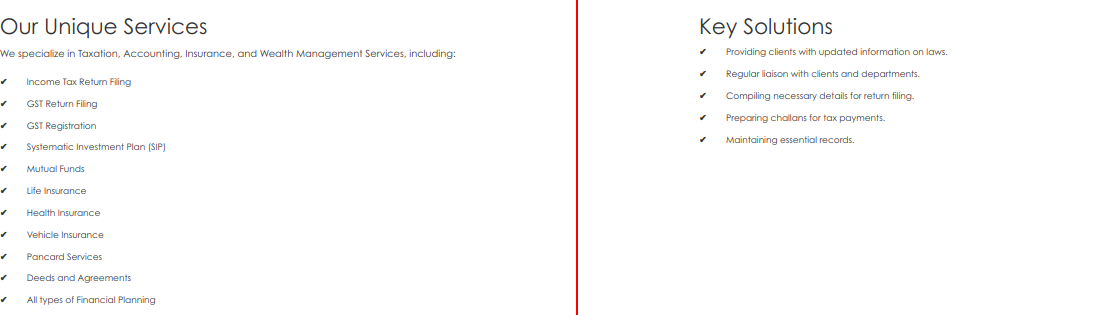 Our Unique Services
We specialize in Taxation, Accounting, Insurance, and Wealth Management Services, including:
✔ Income Tax Return Filing
✔ GST Return Filing
✔ GST Registration
✔ Systematic Investment Plan (SIP)
✔ Mutual Funds
✔ Life Insurance
✔ Health Insurance
✔ Vehicle Insurance
✔ Pancard Services
✔ Deeds and Agreements
✔ All types of Financial Planning
Key Solutions
✔ Providing clients with updated information on laws.
✔ Regular liaison with clients and departments.
✔ Compiling necessary details for return filing.
✔ Preparing challans for tax payments.
✔ Maintaining essential records.